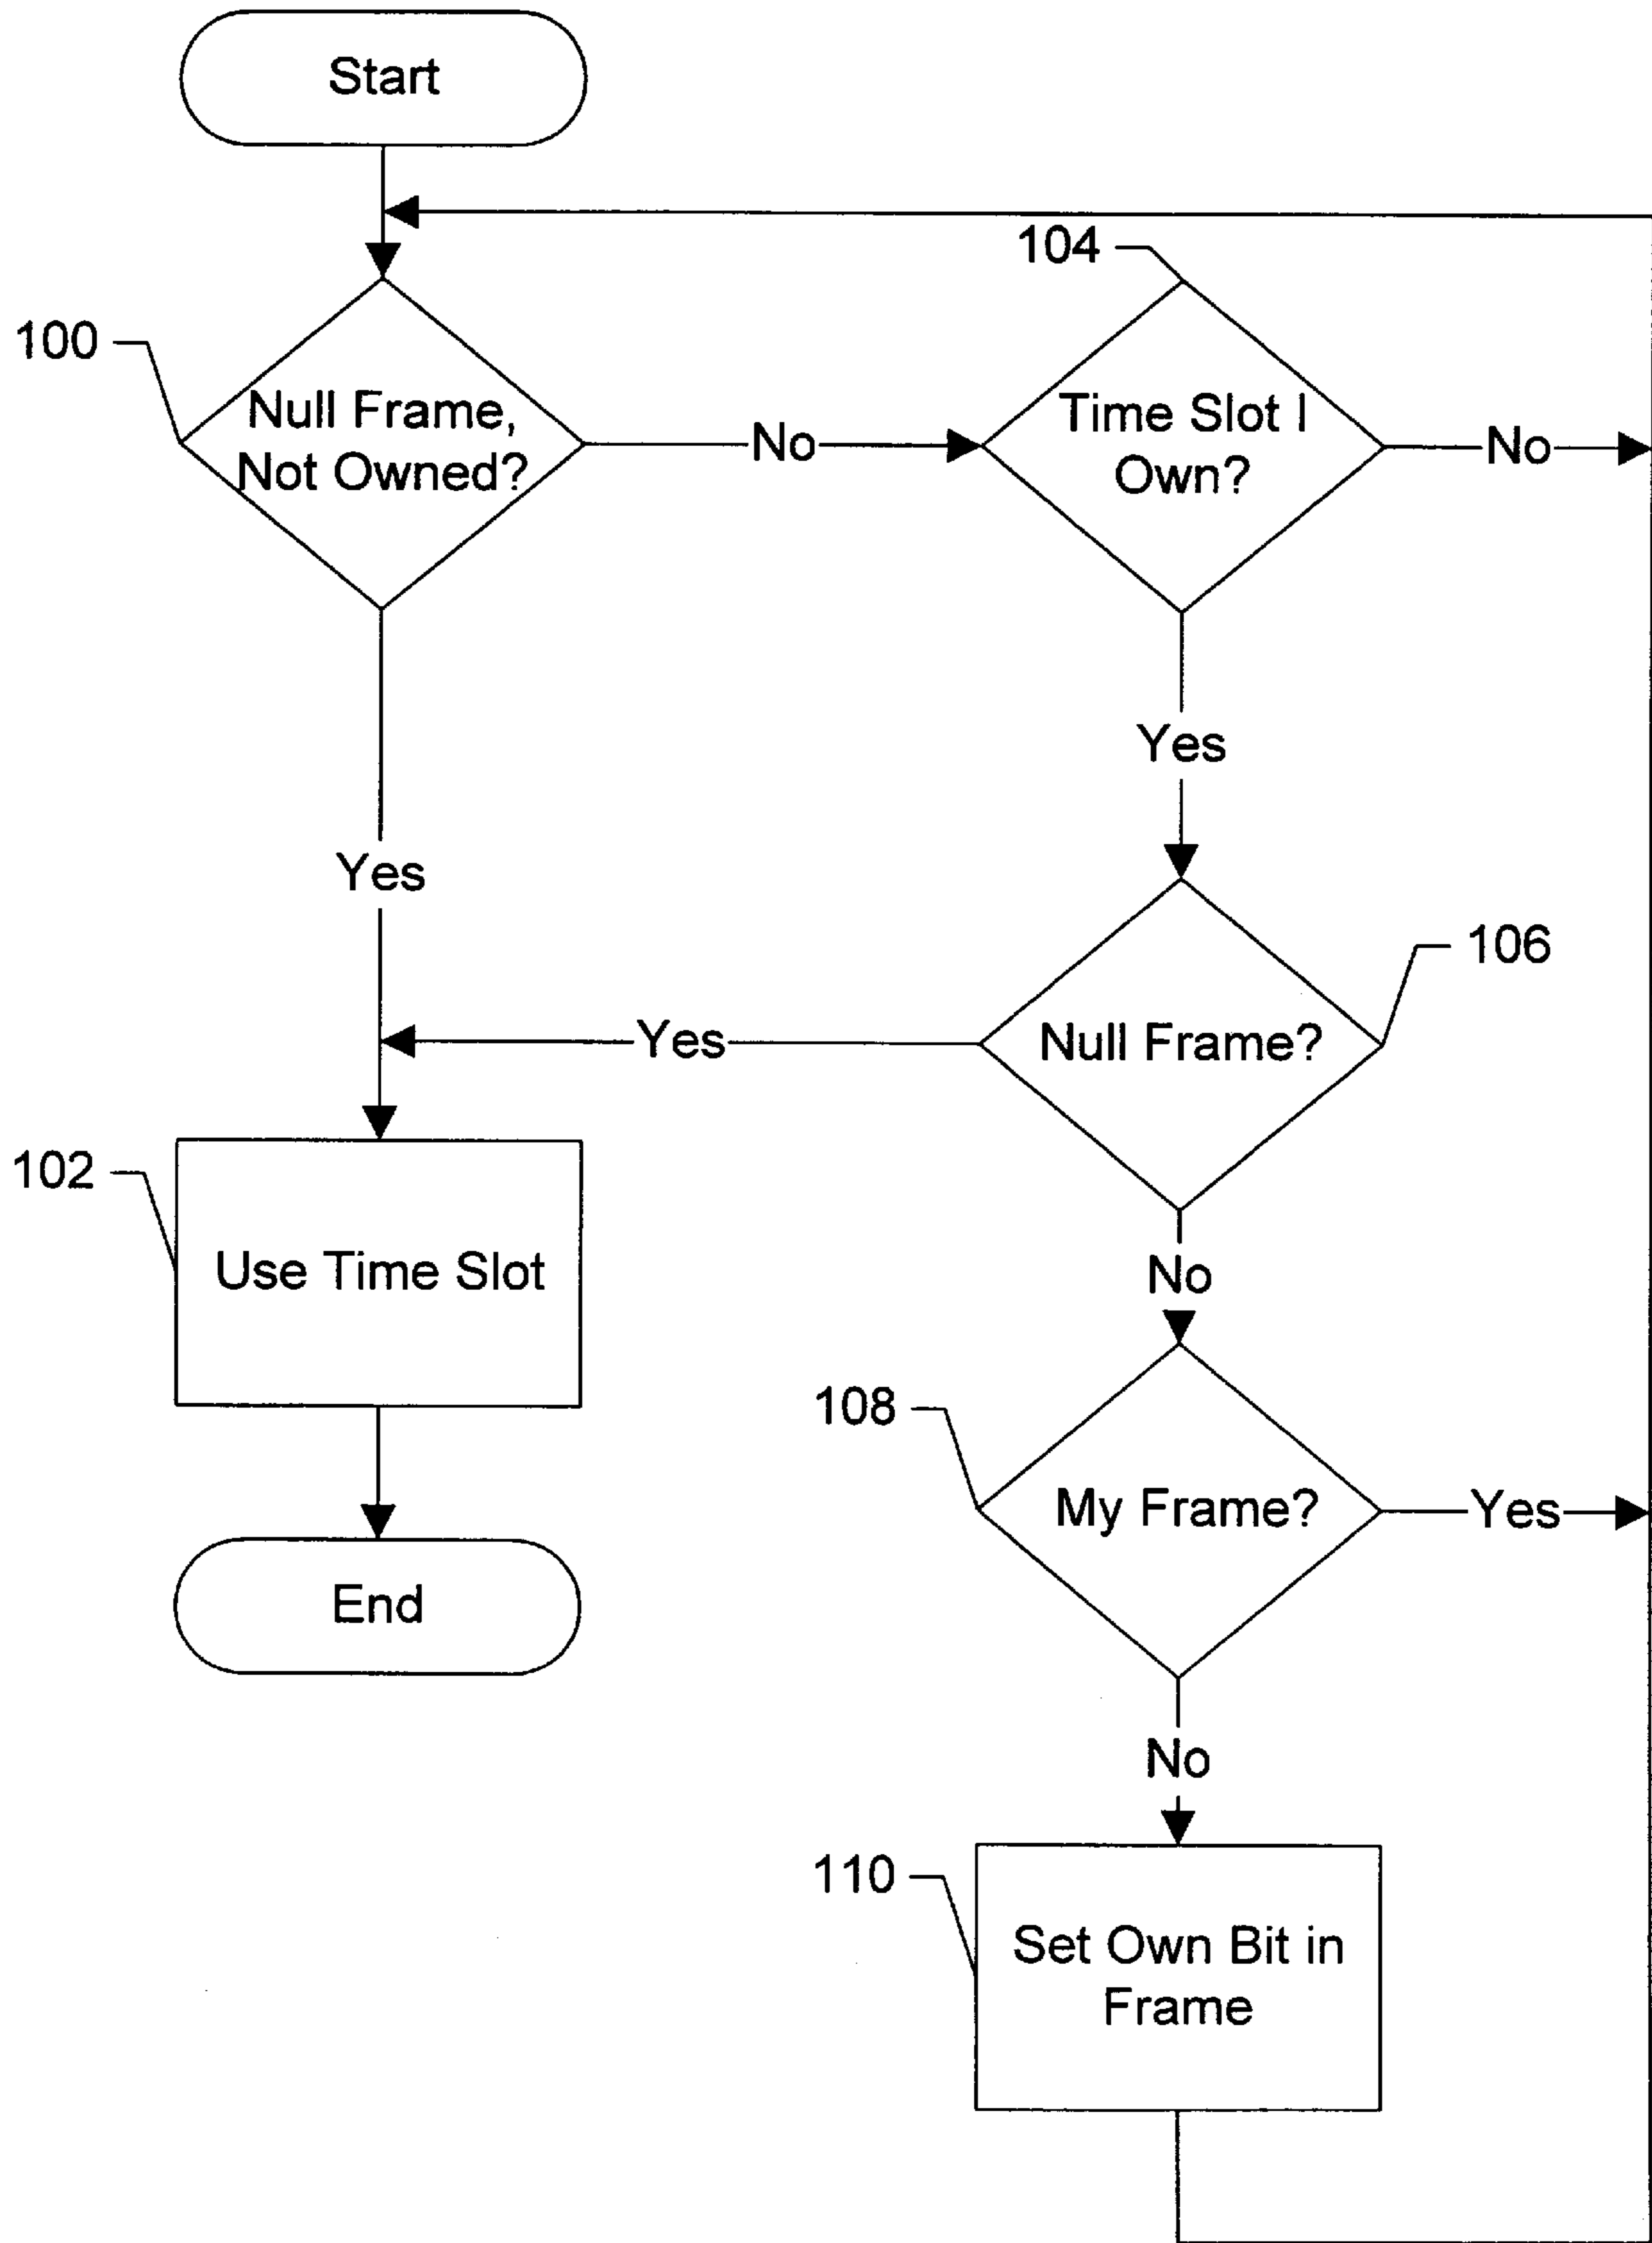 Start
104
100
Null Frame,
Not Owned?
No
Time Slot I
Own?
No
Yes
Yes
106
Yes
Null Frame?
102
Use Time Slot
No
108
My Frame?
Yes
End
No
110
Set Own Bit in
Frame